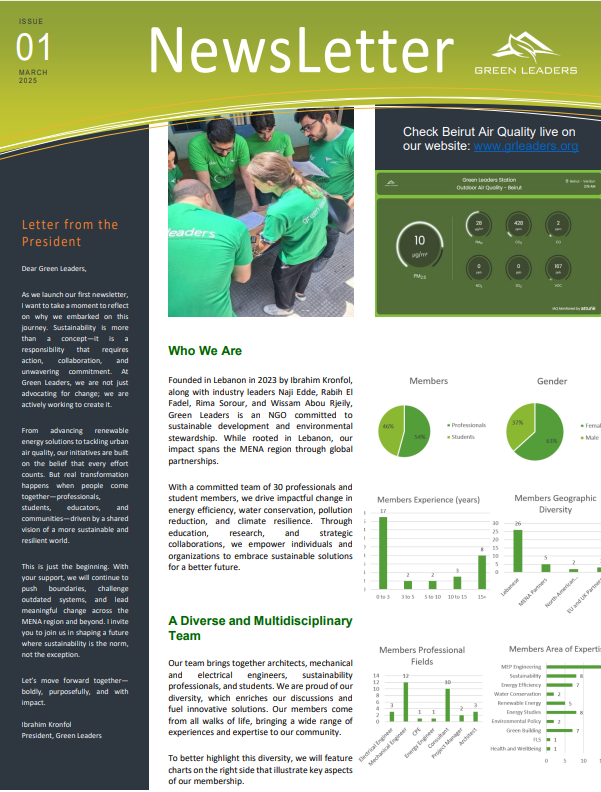 ISSUE
01
MARCH
2025
NewsLetter
GREEN LEADERS
Check Beirut Air Quality live on
our website: www.grleaders.org
Green Leaders Station
Outdoor Air Quality - Beirut
10
µg/m³
PM2.5
20
420
2
0
0
167
Letter from the
President
Dear Green Leaders,
As we launch our first newsletter,
I want to take a moment to reflect
on why we embarked on this
journey. Sustainability is more
than a concept—it is a
responsibility that requires
action, collaboration, and
unwavering commitment. At
Green Leaders, we are not just
advocating for change; we are
actively working to create it.
From advancing renewable
energy solutions to tackling urban
air quality, our initiatives are built
on the belief that every effort
counts. But real transformation
happens when people come
together—professionals,
students, educators, and
communities—driven by a shared
vision of a more sustainable and
resilient world.
This is just the beginning. With
your support, we will continue to
push boundaries, challenge
outdated systems, and lead
meaningful change across the
MENA region and beyond. I invite
you to join us in shaping a future
where sustainability is the norm,
not the exception.
Let's move forward together—
boldly, purposefully, and with
impact.
Ibrahim Kronfol
President, Green Leaders
Who We Are
Founded in Lebanon in 2023 by Ibrahim Kronfol,
along with industry leaders Naji Edde, Rabih El
Fadel, Rima Sorour, and Wissam Abou Rjeily,
Green Leaders is an NGO committed to
sustainable development and environmental
stewardship. While rooted in Lebanon, our
impact spans the MENA region through global
partnerships.
With a committed team of 30 professionals and
student members, we drive impactful change in
energy efficiency, water conservation, pollution
reduction, and climate resilience. Through
education, research, and strategic
collaborations, we empower individuals and
organizations to embrace sustainable solutions
for a better future.
A Diverse and Multidisciplinary
Team
Our team brings together architects, mechanical
and electrical engineers, sustainability
professionals, and students. We are proud of our
diversity, which enriches our discussions and
fuel innovative solutions. Our members come
from all walks of life, bringing a wide range of
experiences and expertise to our community.
To better highlight this diversity, we will feature
charts on the right side that illustrate key aspects
of our membership.
Members
46%
54%
Professionals
Students
Gender
37%
63%
Femal
Male
Members Experience (years)
17
2
2
3
8
0 to 3
3 to 5
5 to 10
10 to 15
15+
Members Geographic
Diversity
30
25
20
15
10
5
0
26
5
2
Lebanese
MENA Partners
North American...
EU and UK Partner
Members Professional
Fields
14
12
10
8
6
4
2
0
3
12
1
1
10
2
3
Electrical Engineer
Mechanical Engineer
CPE
Energy Engineer
Consultant
Project Manager
Architect
Members Area of Expertis
MEP Engineering
Sustainability
8
Energy Efficiency
7
Water Conservation
2
Renewable Energy
5
Energy Studies
8
Environmental Policy
2
Green Building
7
FLS
1
Health and Wellbeing
1
0
5
10